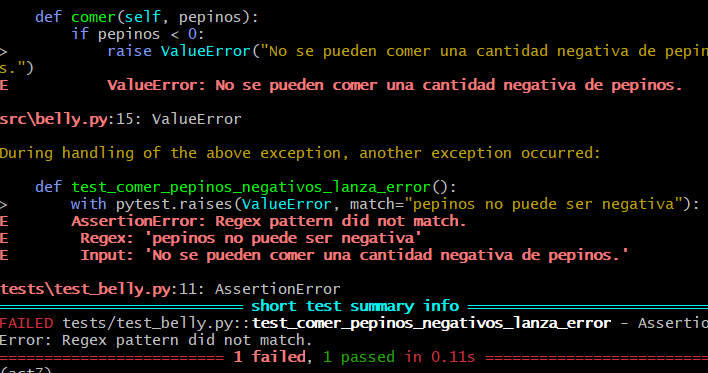 def comer(self, pepinos):
        if pepinos < 0:
>           raise ValueError("No se pueden comer una cantidad negativa de pepin
s.")
E           ValueError: No se pueden comer una cantidad negativa de pepinos.
src\belly.py:15: ValueError
During handling of the above exception, another exception occurred:
    def test_comer_pepinos_negativos_lanza_error():
>       with pytest.raises(ValueError, match="pepinos no puede ser negativa"):
E       AssertionError: Regex pattern did not match.
E        Regex: 'pepinos no puede ser negativa'
E        Input: 'No se pueden comer una cantidad negativa de pepinos.'
tests\test_belly.py:11: AssertionError
=========================== short test summary info ===========================
FAILED tests/test_belly.py::test_comer_pepinos_negativos_lanza_error - Assertio
Error: Regex pattern did not match.
========================= 1 failed, 1 passed in 0.11s =========================
(act7)